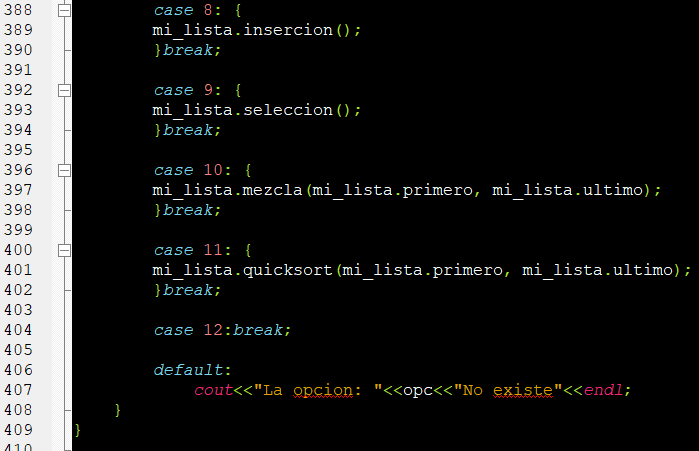 388 case 8: {
389 mi_lista.insercion();
390 }break;
391
392 case 9: {
393 mi_lista.seleccion();
394 }break;
395
396 case 10: {
397 mi_lista.mezcla(mi_lista.primero, mi_lista.ultimo);
398 }break;
399
400 case 11: {
401 mi_lista.quicksort(mi_lista.primero, mi_lista.ultimo);
402 }break;
403
404 case 12:break;
405
406 default:
407 cout<<"La opcion: "<<opc<<"No existe"<<endl;
408 }
409 }
410